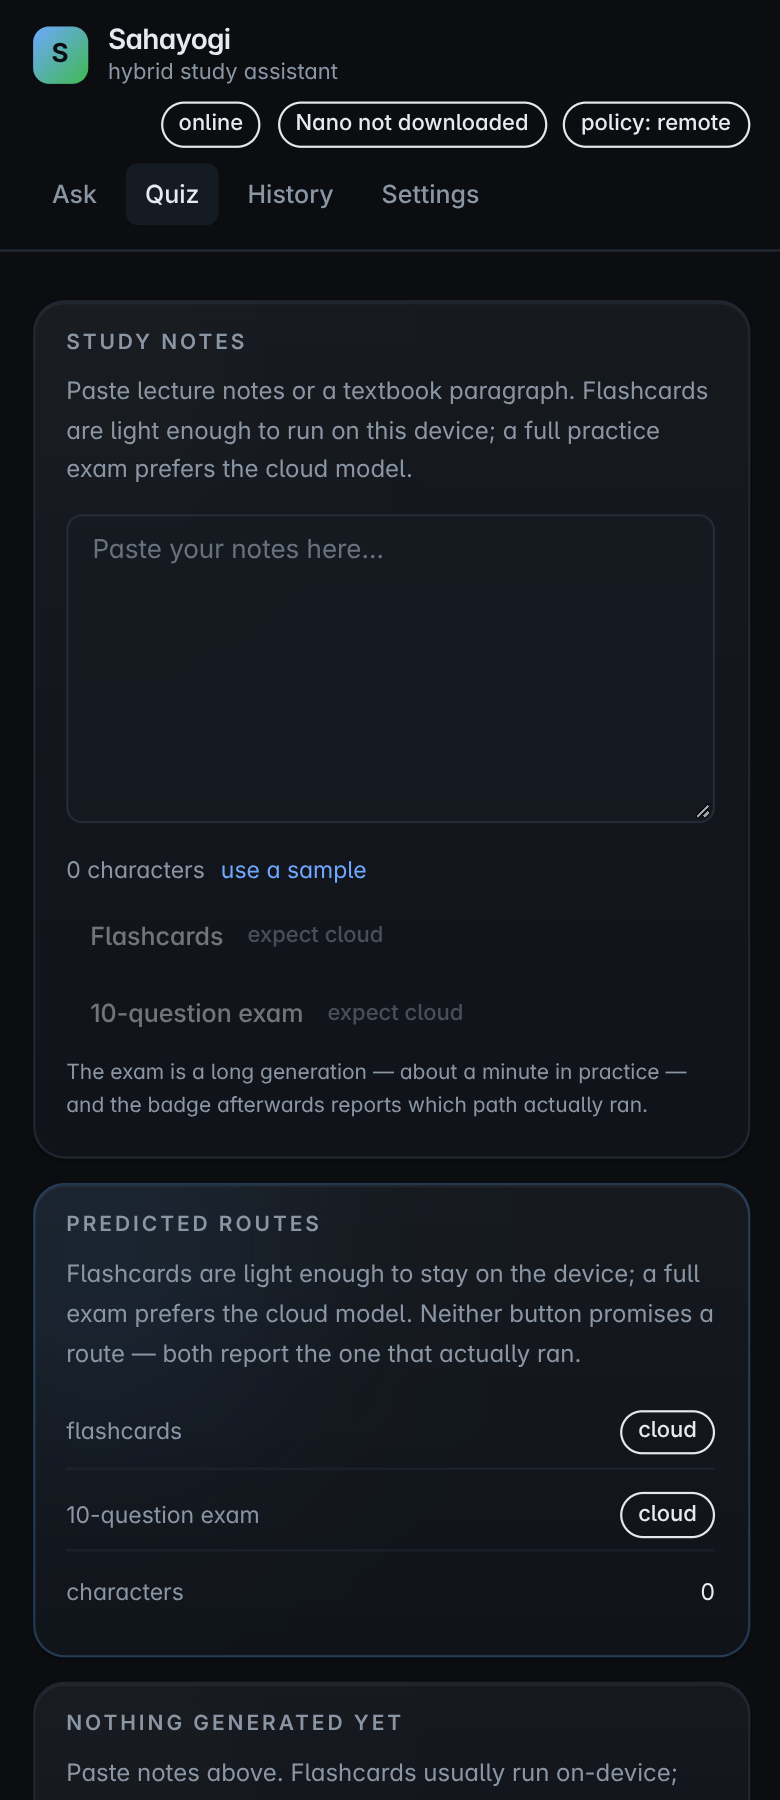 S
Sahayogi
hybrid study assistant
online
Nano not downloaded
policy: remote
Ask
Quiz
History
Settings
STUDY NOTES
Paste lecture notes or a textbook paragraph. Flashcards
are light enough to run on this device; a full practice
exam prefers the cloud model.
Paste your notes here...
0 characters use a sample
Flashcards expect cloud
10-question exam expect cloud
The exam is a long generation — about a minute in practice —
and the badge afterwards reports which path actually ran.
PREDICTED ROUTES
Flashcards are light enough to stay on the device; a full
exam prefers the cloud model. Neither button promises a
route — both report the one that actually ran.
flashcards cloud
10-question exam cloud
characters 0
NOTHING GENERATED YET
Paste notes above. Flashcards usually run on-device;